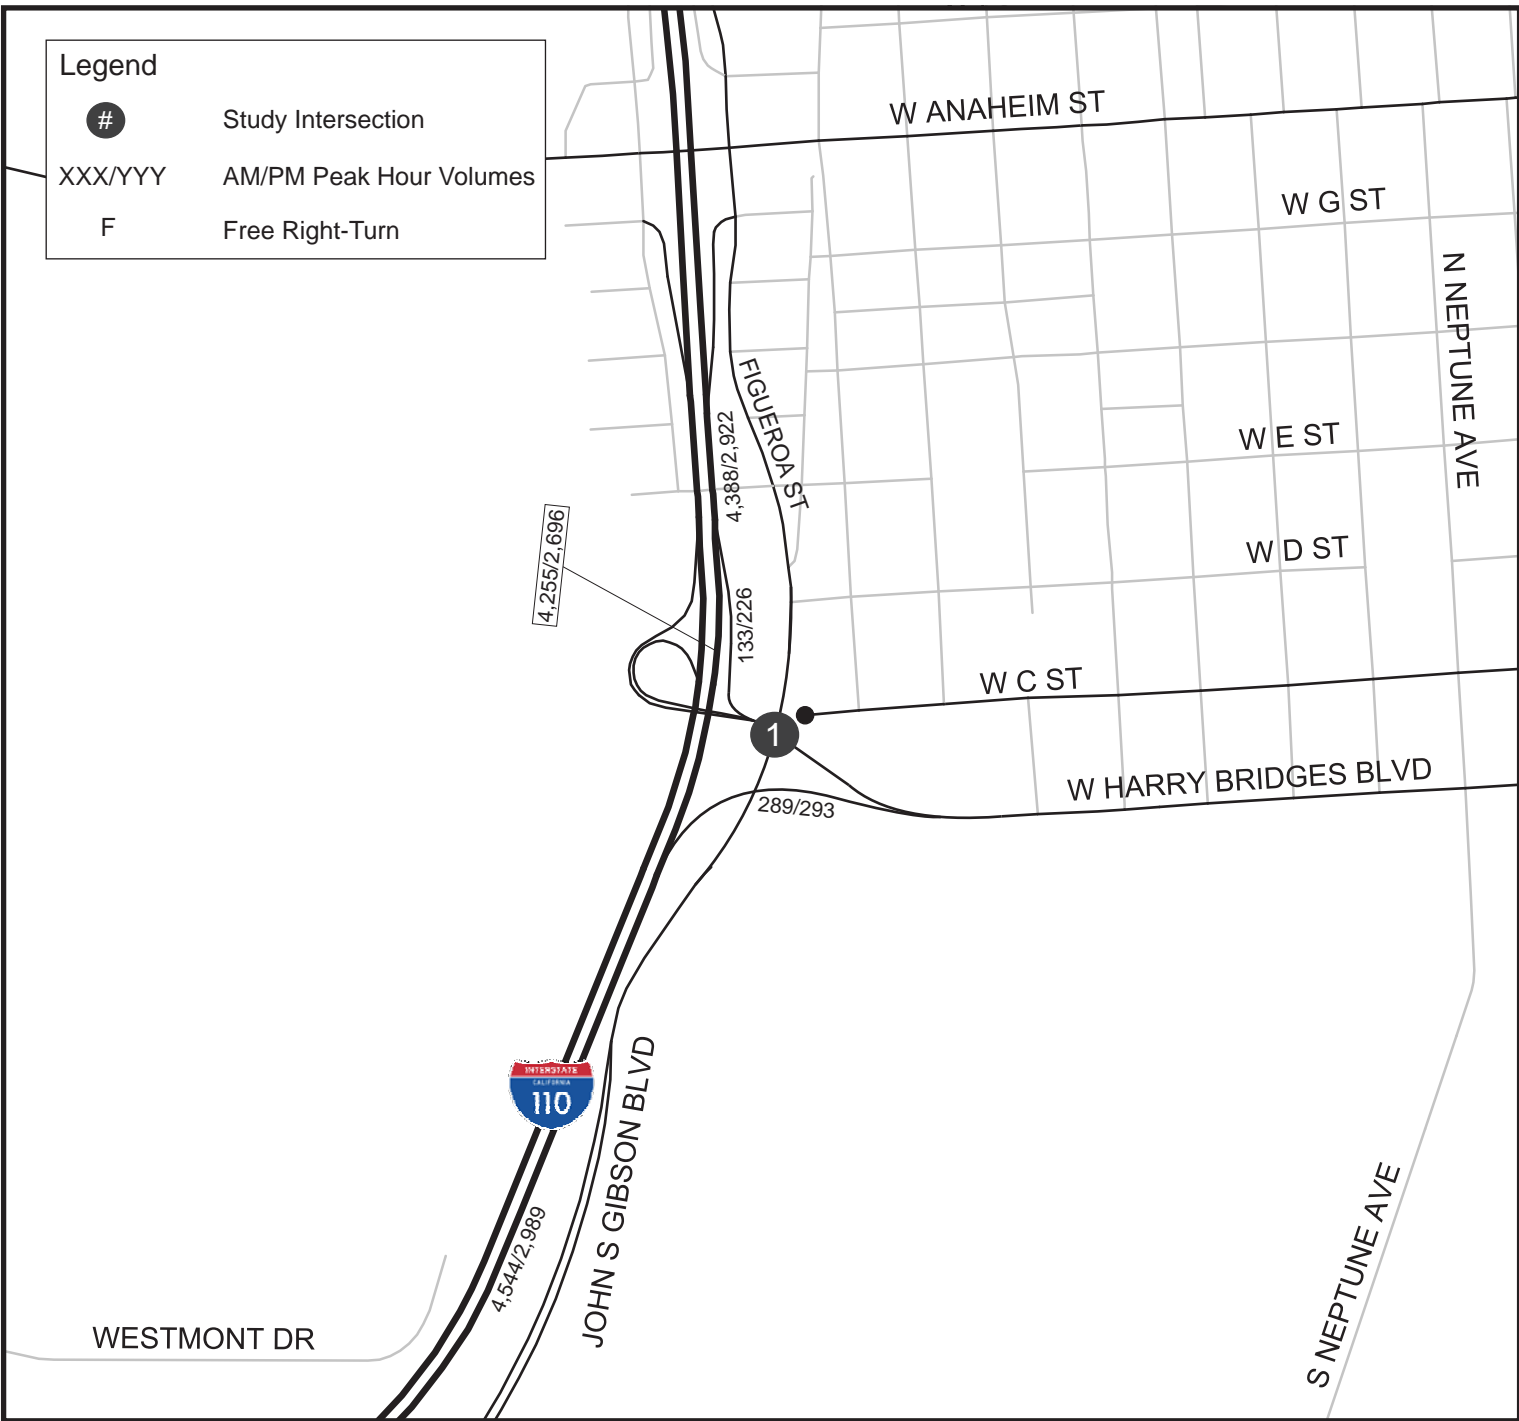 Legend
# Study Intersection
XXX/YYY AM/PM Peak Hour Volumes
F Free Right-Turn
W ANAHEIM ST
W G ST
N NEPTUNE AVE
FIGUEROA ST
4,388/2,922
W E ST
4,255/2,696
W D ST
133/226
W C ST
1
W HARRY BRIDGES BLVD
289/293
INTERSTATE
CALIFORNIA
110
JOHN S GIBSON BLVD
4,544/2,989
S NEPTUNE AVE
WESTMONT DR